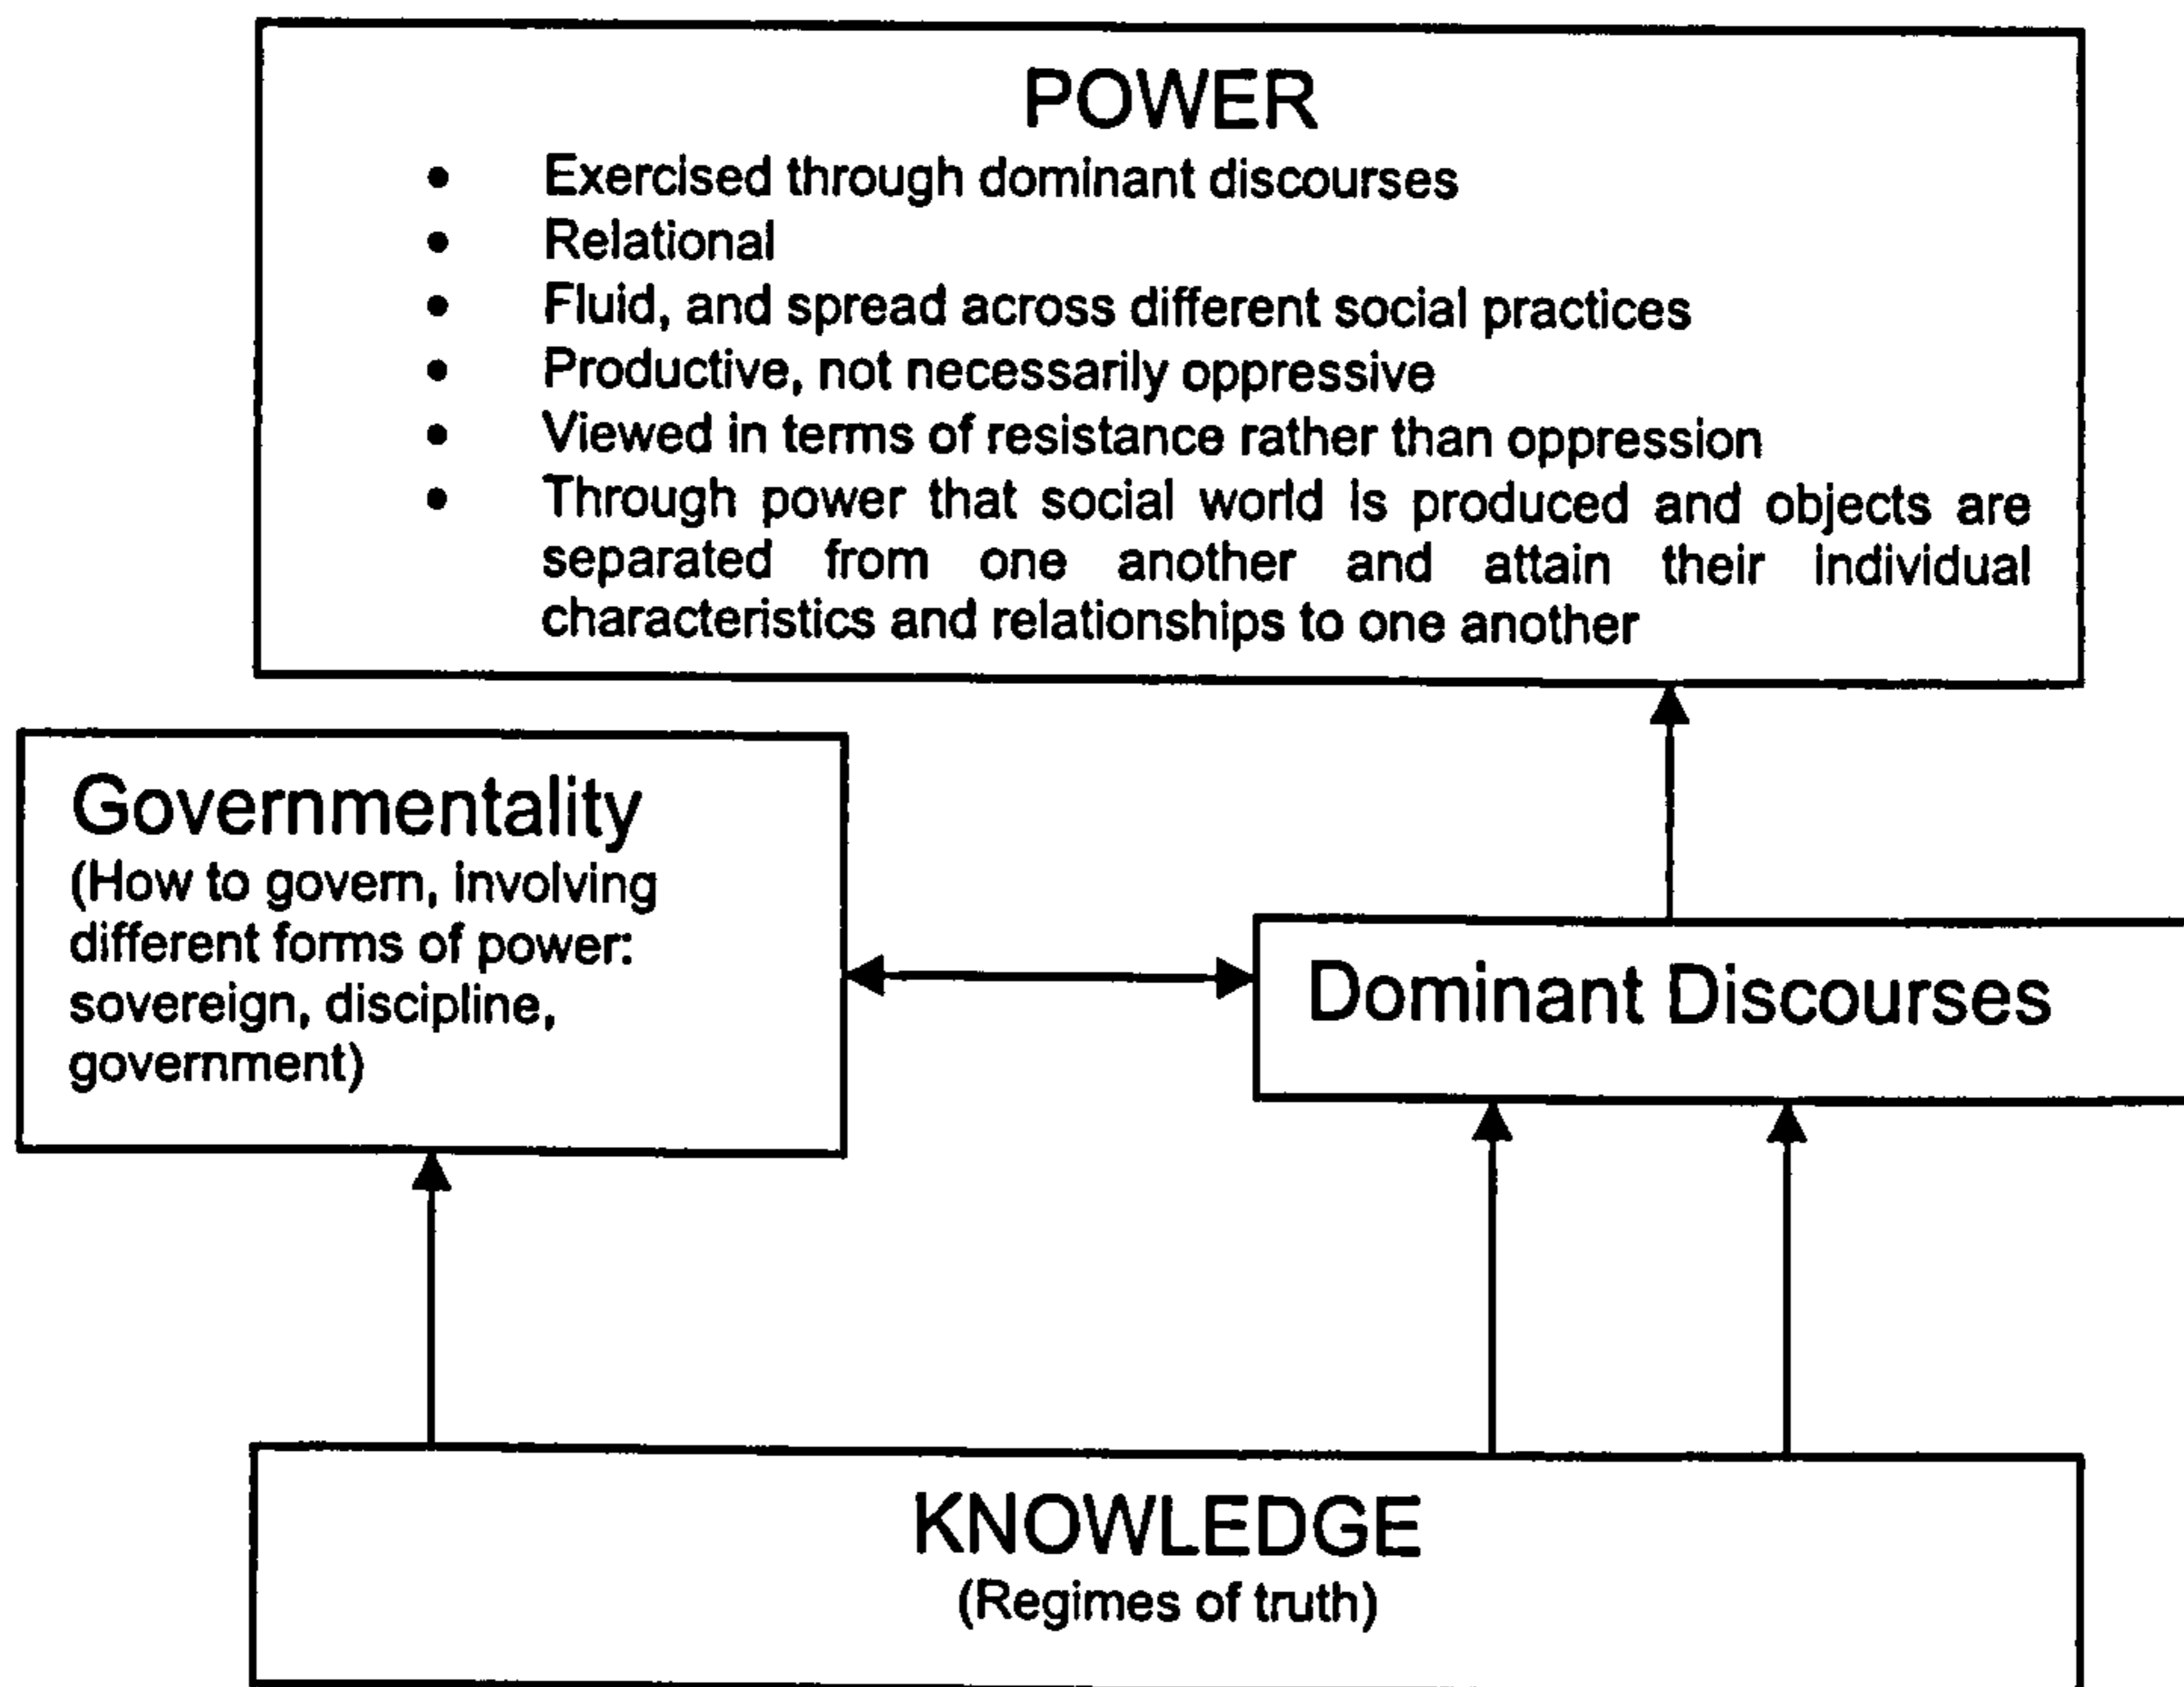 POWER
• Exercised through dominant discourses
• Relational
• Fluid, and spread across different social practices
• Productive, not necessarily oppressive
• Viewed in terms of resistance rather than oppression
• Through power that social world is produced and objects are
separated from one another and attain their individual
characteristics and relationships to one another
Governmentality
(How to govern, involving
different forms of power:
sovereign, discipline,
government)
Dominant Discourses
KNOWLEDGE
(Regimes of truth)